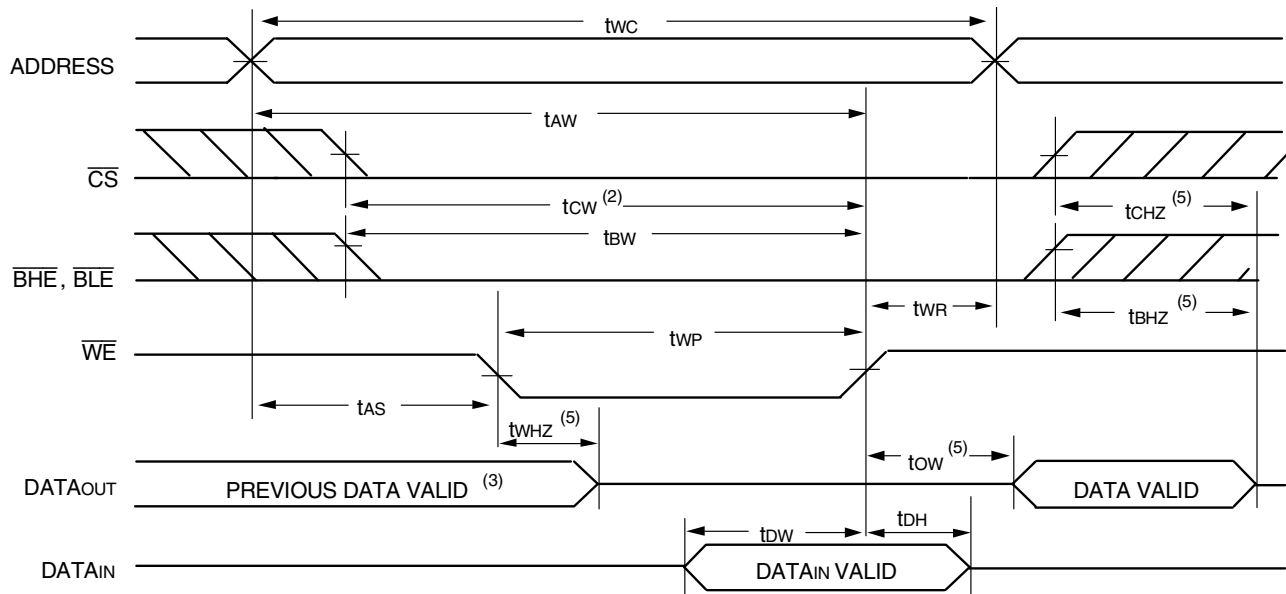 tWC
ADDRESS
tAW
CS
tCW (2)
tCHZ (5)
tBW
BHE, BLE
tWR
tBHZ (5)
tWP
WE
tAS
tWHZ (5)
tOW (5)
DATAOUT
PREVIOUS DATA VALID (3)
DATA VALID
tDW
tDH
DATAIN
DATAIN VALID